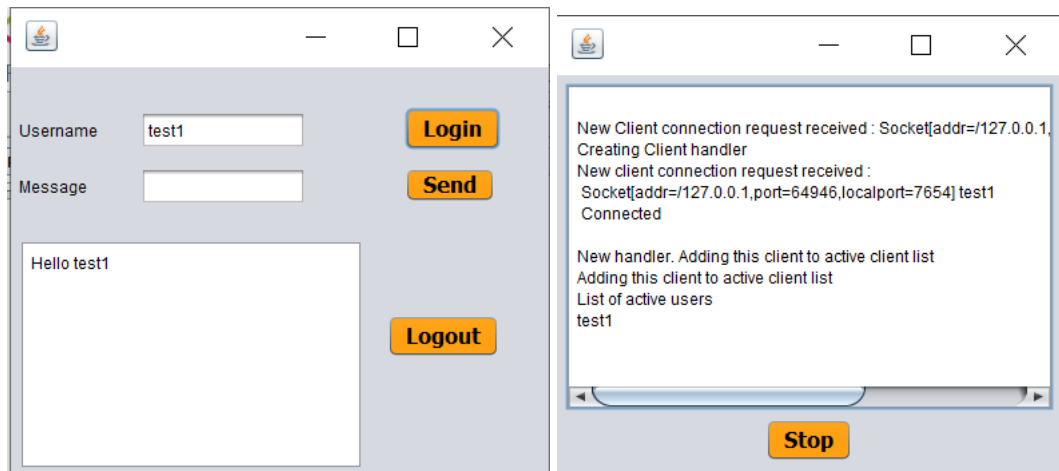 Username test1 Login
Message Send
Hello test1
Logout
New Client connection request received : Socket[addr=/127.0.0.1,
Creating Client handler
New client connection request received :
Socket[addr=/127.0.0.1,port=64946,localport=7654] test1
Connected
New handler. Adding this client to active client list
Adding this client to active client list
List of active users
test1
Stop